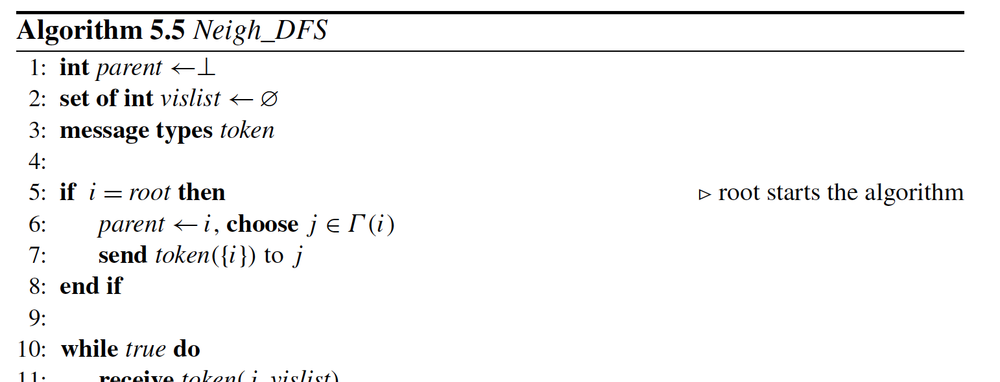 Algorithm 5.5 Neigh_DFS
1: int parent ←⊥
2: set of int vislist ← ∅
3: message types token
4:
5: if i = root then ▷ root starts the algorithm
6: parent ← i, choose j ∈ Γ(i)
7: send token({i}) to j
8: end if
9:
10: while true do
11: receive token(j, vislist)